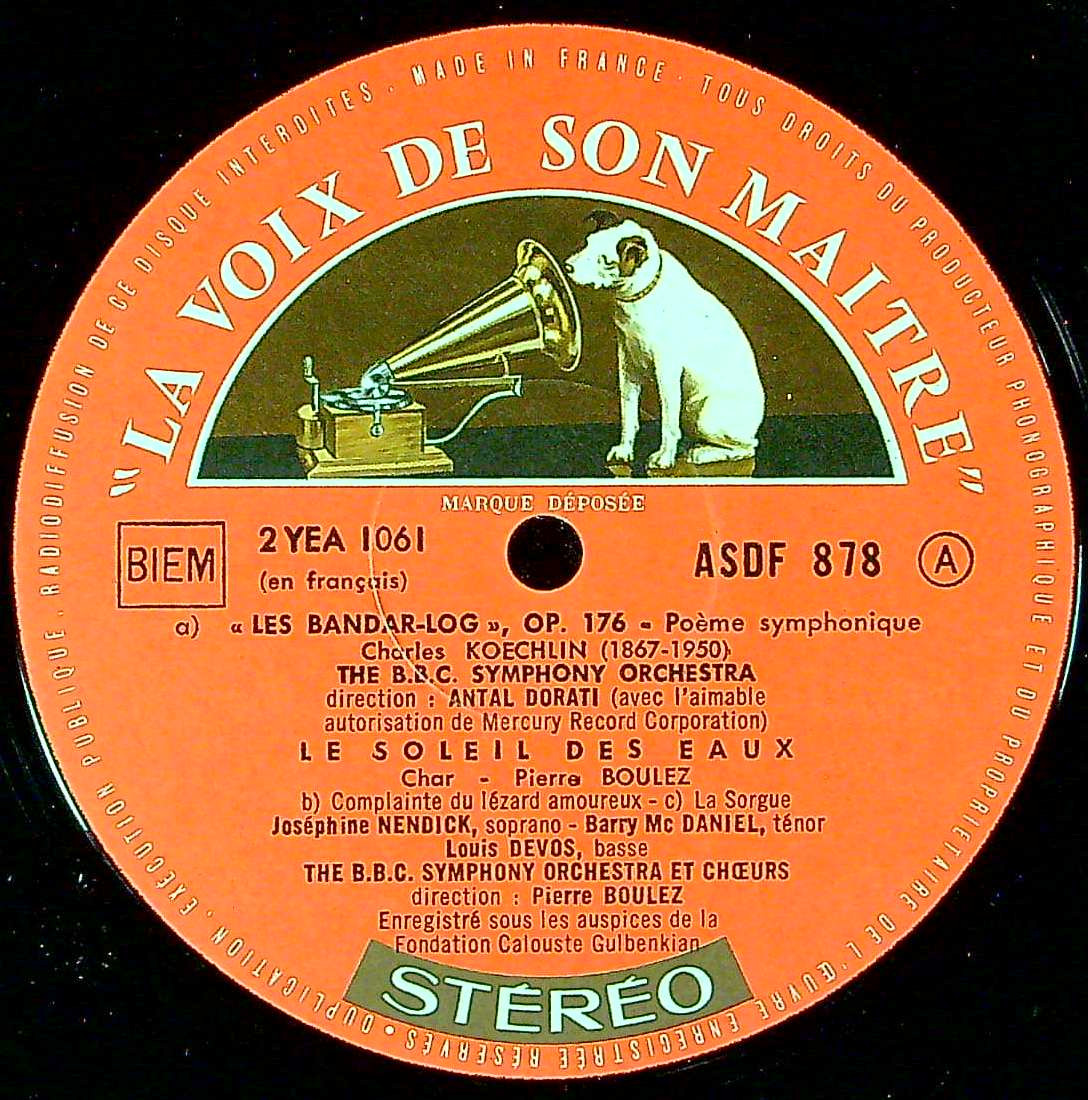 MADE IN FRANCE · TOUS DROITS DU PRODUCTEUR PHONOGRAPHIQUE ET DU PROPRIETAIRE DE L'ŒUVRE ENREGISTRÉE RÉSERVÉS • DUPLICATION . EXÉCUTION PUBLIQUE . RADIODIFFUSION DE CE DISQUE INTERDITES .
“LA VOIX DE SON MAITRE”
MARQUE DÉPOSÉE
BIEM
2 YEA 1061
(en français)
ASDF 878 A
a) « LES BANDAR-LOG », OP. 176 - Poème symphonique
Charles KOECHLIN (1867-1950)
THE B.B.C. SYMPHONY ORCHESTRA
direction : ANTAL DORATI (avec l'aimable
autorisation de Mercury Record Corporation)
LE SOLEIL DES EAUX
Char - Pierre BOULEZ
b) Complainte du lézard amoureux - c) La Sorgue
Joséphine NENDICK, soprano - Barry Mc DANIEL, ténor
Louis DEVOS, basse
THE B.B.C. SYMPHONY ORCHESTRA ET CHŒURS
direction : Pierre BOULEZ
Enregistré sous les auspices de la
Fondation Calouste Gulbenkian
STÉRÉO